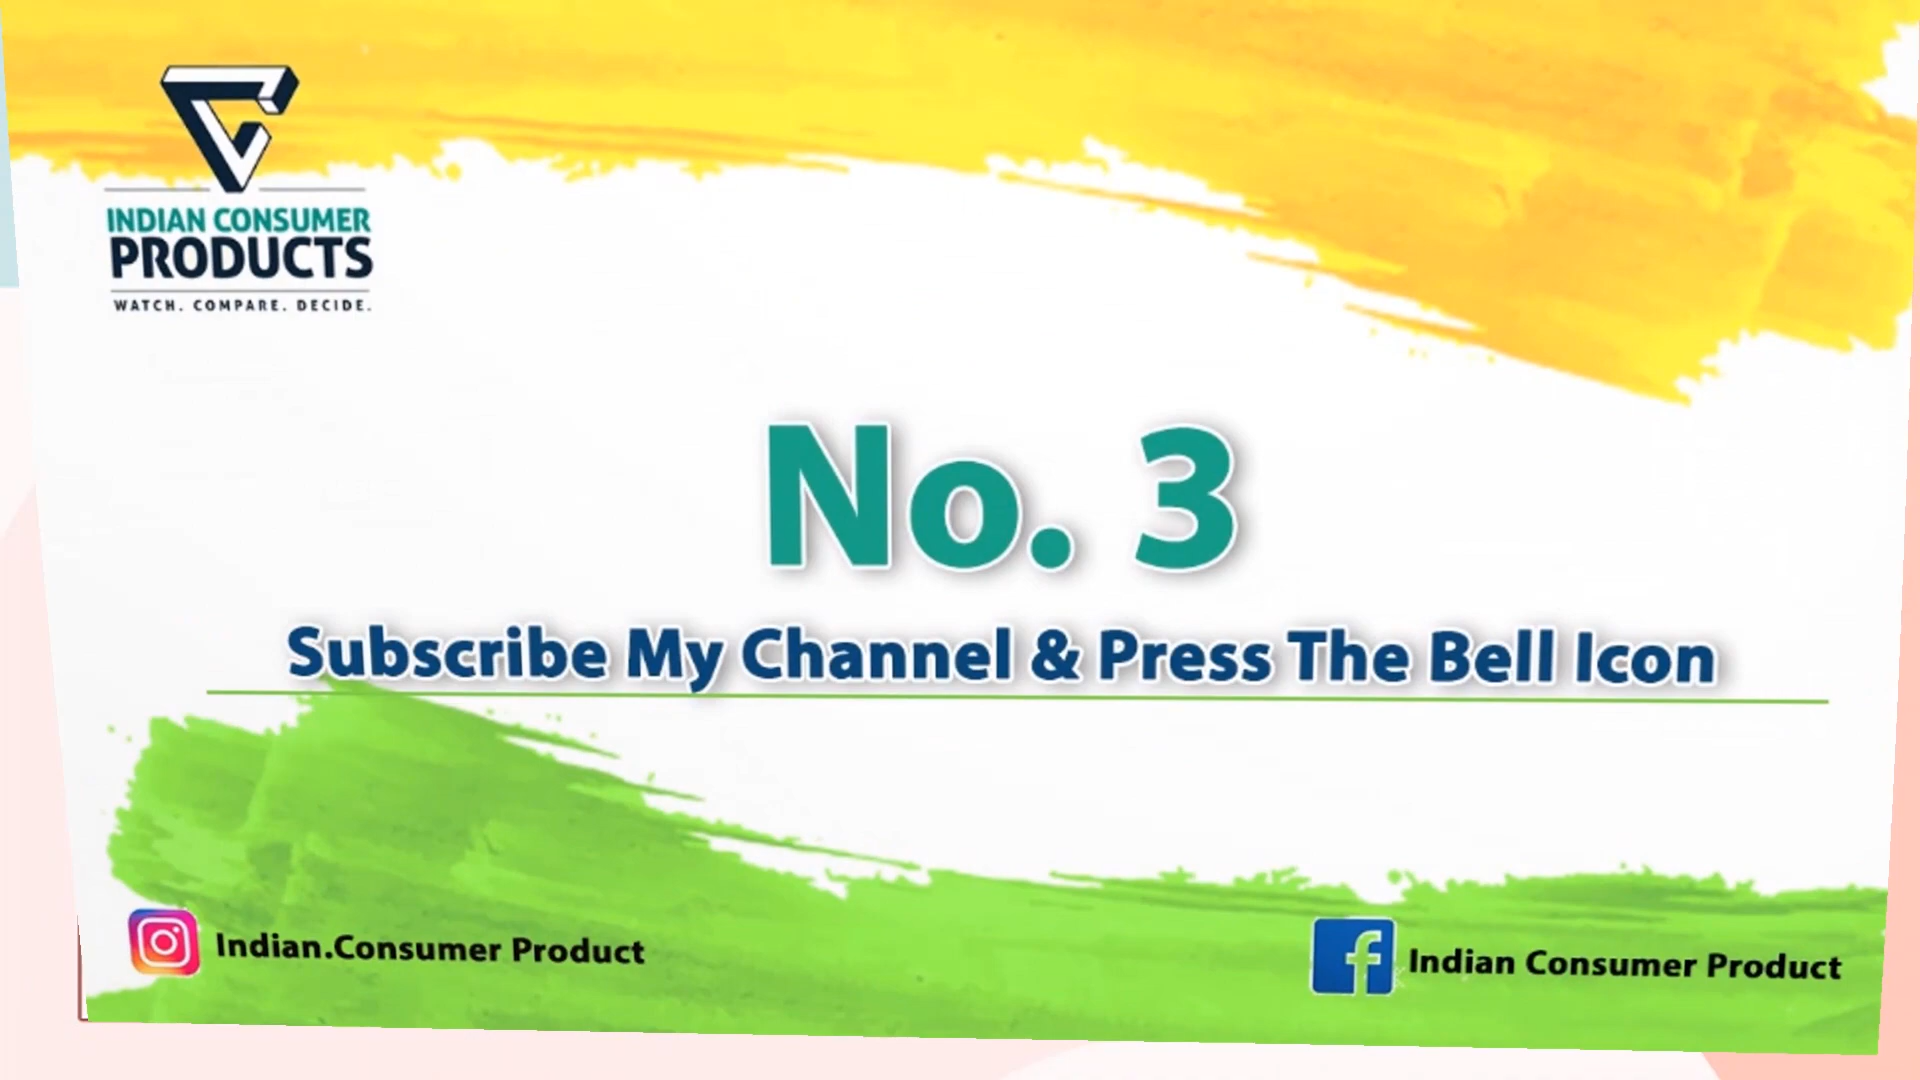 INDIAN CONSUMER
PRODUCTS
WATCH. COMPARE. DECIDE.
No. 3
Subscribe My Channel & Press The Bell Icon
Indian.Consumer Product
Indian Consumer Product